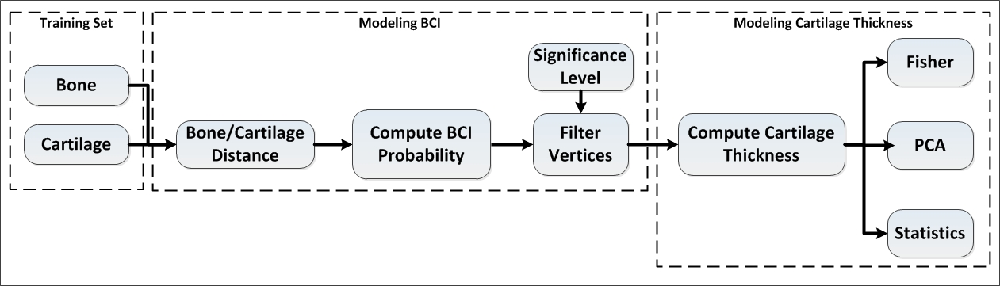 Training Set
Bone
Cartilage
Modeling BCI
Bone/Cartilage
Distance
Compute BCI
Probability
Significance
Level
Filter
Vertices
Modeling Cartilage Thickness
Compute Cartilage
Thickness
Fisher
PCA
Statistics